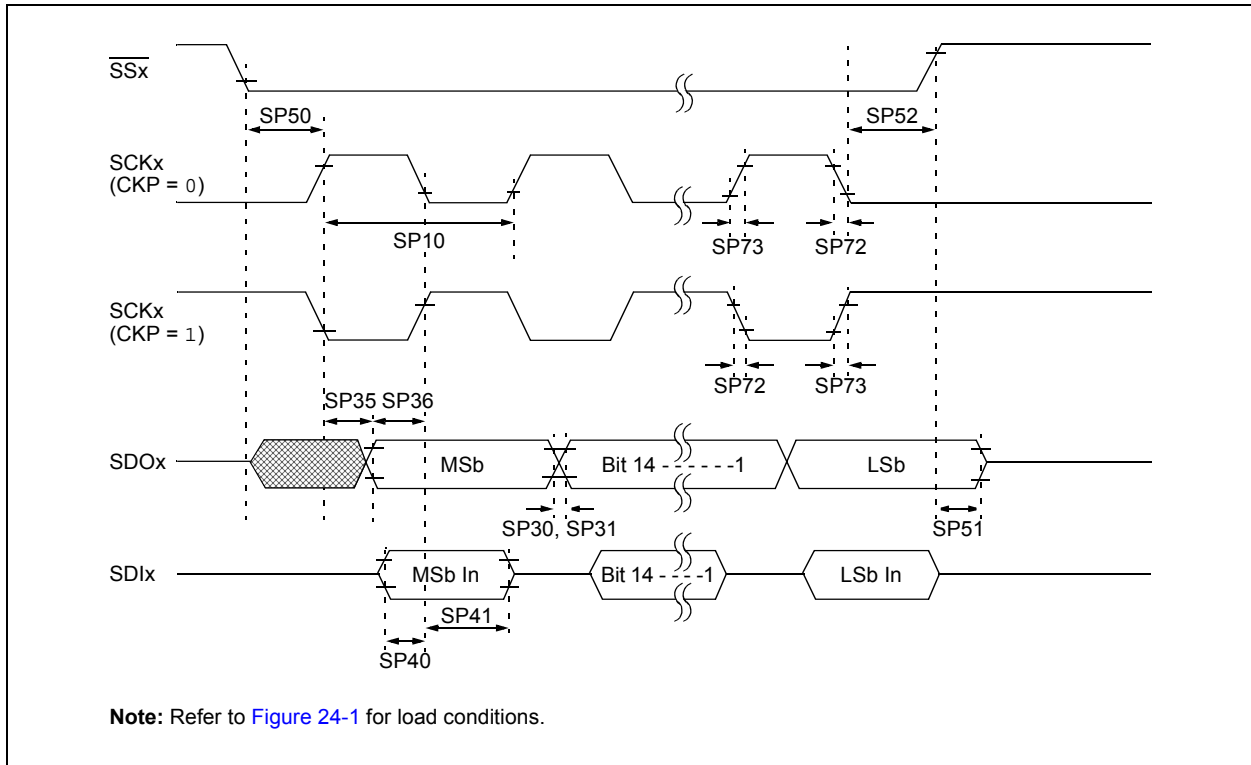 SSx
SP50
SP52
SCKx
(CKP = 0)
SP10
SP73
SP72
SCKx
(CKP = 1)
SP72
SP73
SP35
SP36
SDOx
MSb
Bit 14 - - - - - -1
LSb
SP30, SP31
SP51
SDIx
MSb In
Bit 14 - - - - -1
LSb In
SP41
SP40
Note: Refer to Figure 24-1 for load conditions.